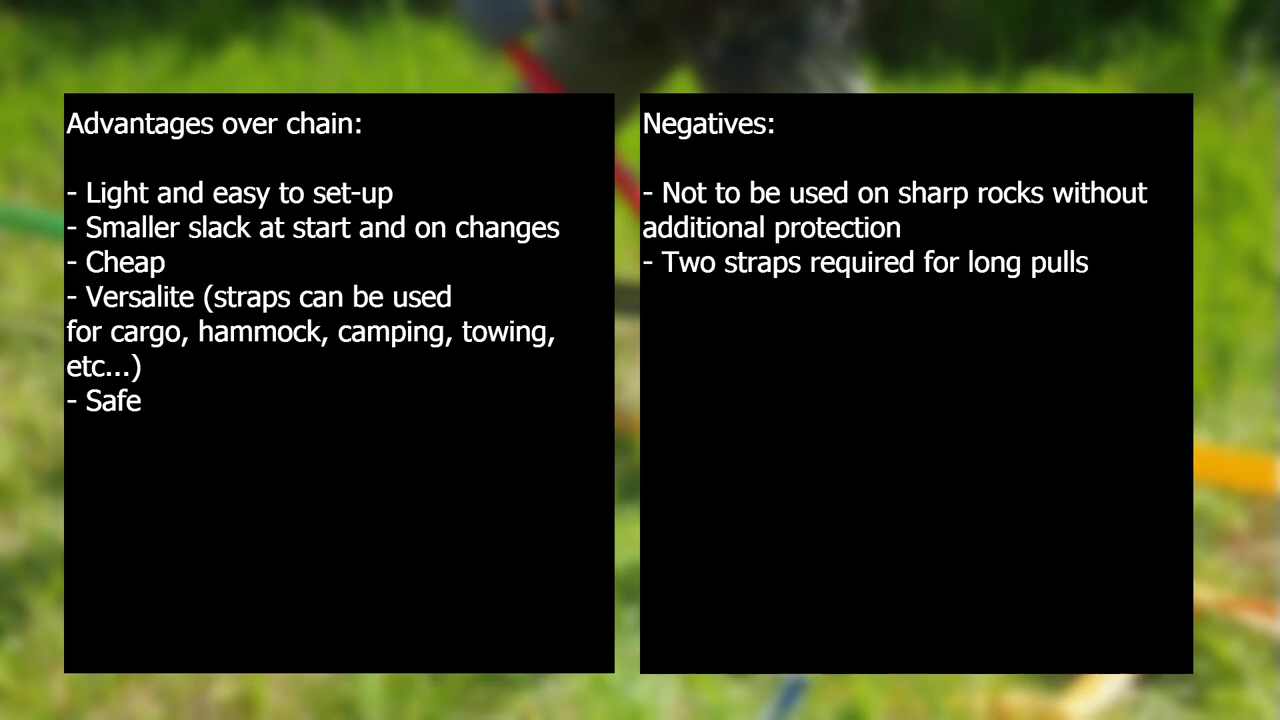 Advantages over chain:
- Light and easy to set-up
- Smaller slack at start and on changes
- Cheap
- Versalite (straps can be used
for cargo, hammock, camping, towing,
etc...)
- Safe
Negatives:
- Not to be used on sharp rocks without
additional protection
- Two straps required for long pulls